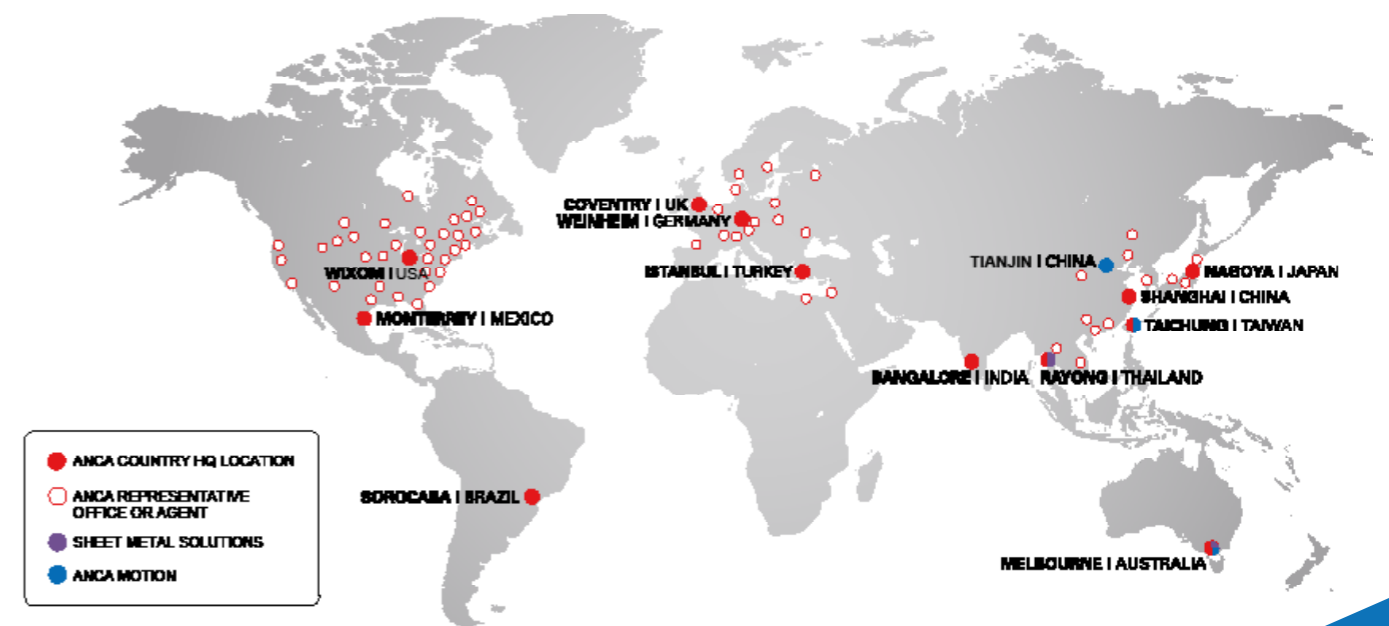 COVENTRY | UK
WEINHEIM | GERMANY
ISTANBUL | TURKEY
TIANJIN | CHINA
NAGOYA | JAPAN
SHANGHAI | CHINA
TAICHUNG | TAIWAN
WIXOM | USA
MONTERREY | MEXICO
BANGALORE | INDIA
RAYONG | THAILAND
SOROCABA | BRAZIL
MELBOURNE | AUSTRALIA
ANCA COUNTRY HQ LOCATION
ANCA REPRESENTATIVE
OFFICE OR AGENT
SHEET METAL SOLUTIONS
ANCA MOTION